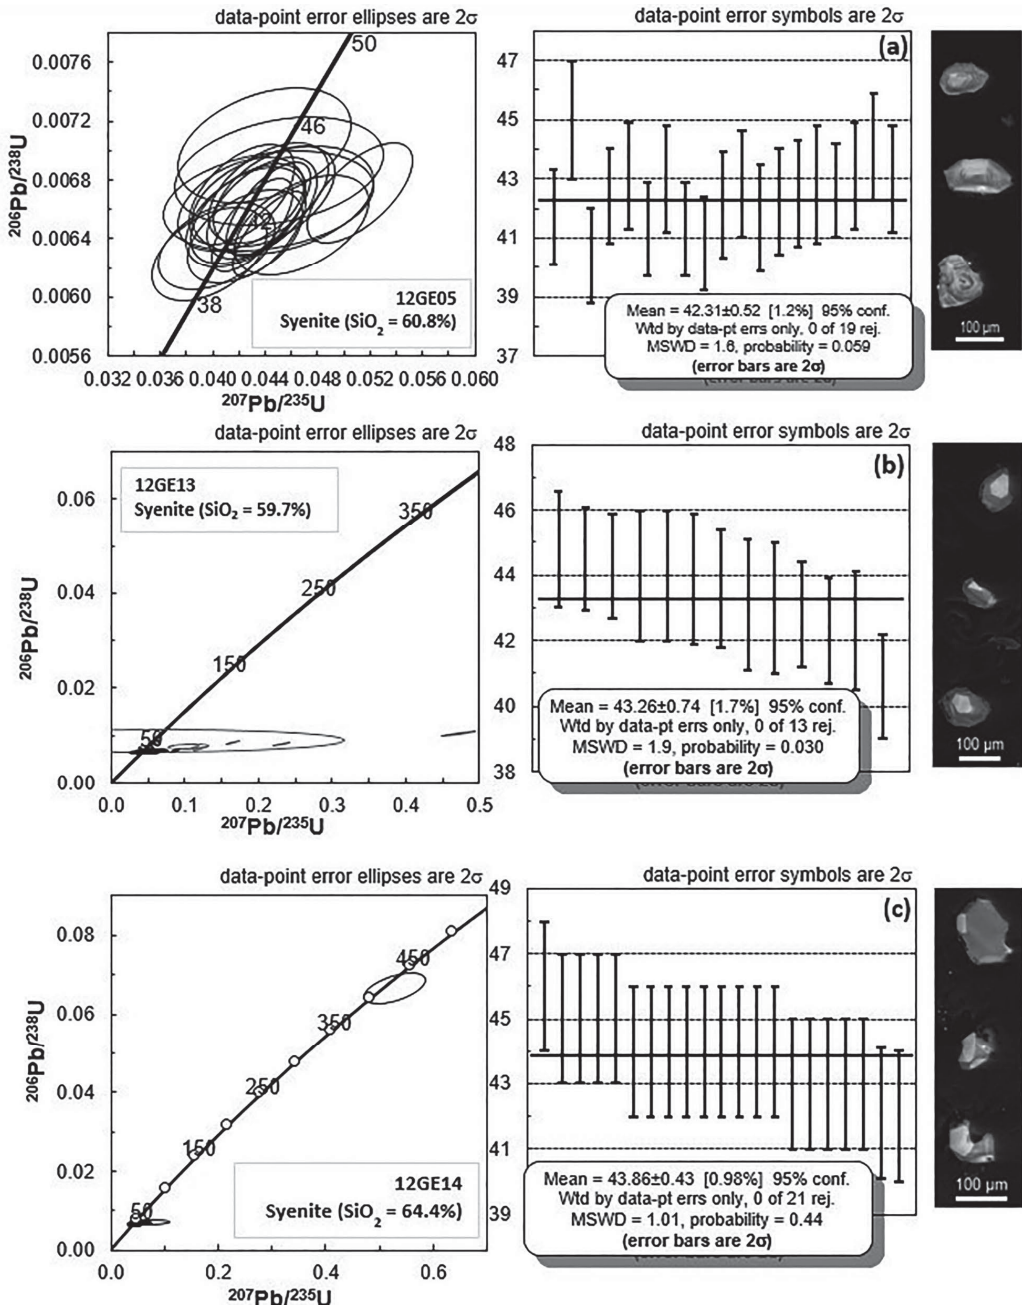 data-point error ellipses are 2σ
data-point error symbols are 2σ
(a)
²⁰⁶Pb/²³⁸U
0.0076
0.0072
0.0068
0.0064
0.0060
0.0056
50
46
42
38
12GE05
Syenite (SiO₂ = 60.8%)
0.032 0.036 0.040 0.044 0.048 0.052 0.056 0.060
²⁰⁷Pb/²³⁵U
47
45
43
41
39
37
Mean = 42.31±0.52 [1.2%] 95% conf.
Wtd by data-pt errs only, 0 of 19 rej.
MSWD = 1.6, probability = 0.059
(error bars are 2σ)
100 µm
data-point error ellipses are 2σ
data-point error symbols are 2σ
(b)
12GE13
Syenite (SiO₂ = 59.7%)
²⁰⁶Pb/²³⁸U
0.06
0.04
0.02
0.00
350
250
150
50
0.0 0.1 0.2 0.3 0.4 0.5
²⁰⁷Pb/²³⁵U
48
46
44
42
40
38
Mean = 43.26±0.74 [1.7%] 95% conf.
Wtd by data-pt errs only, 0 of 13 rej.
MSWD = 1.9, probability = 0.030
(error bars are 2σ)
100 µm
data-point error ellipses are 2σ
data-point error symbols are 2σ
(c)
²⁰⁶Pb/²³⁸U
0.08
0.06
0.04
0.02
0.00
450
350
250
150
50
12GE14
Syenite (SiO₂ = 64.4%)
0.0 0.2 0.4 0.6
²⁰⁷Pb/²³⁵U
49
47
45
43
41
39
Mean = 43.86±0.43 [0.98%] 95% conf.
Wtd by data-pt errs only, 0 of 21 rej.
MSWD = 1.01, probability = 0.44
(error bars are 2σ)
100 µm